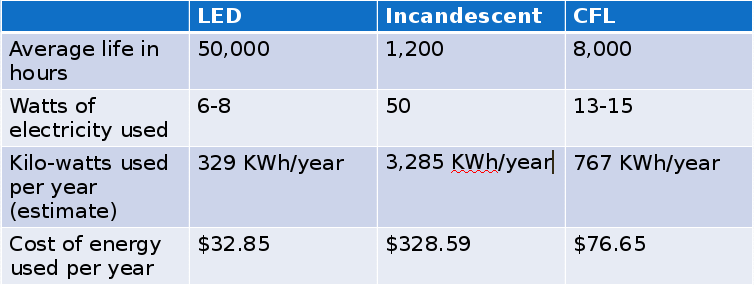 LED Incandescent CFL
Average life in
hours 50,000 1,200 8,000
Watts of
electricity used 6-8 50 13-15
Kilo-watts used
per year
(estimate) 329 KWh/year 3,285 KWh/year 767 KWh/year
Cost of energy
used per year $32.85 $328.59 $76.65